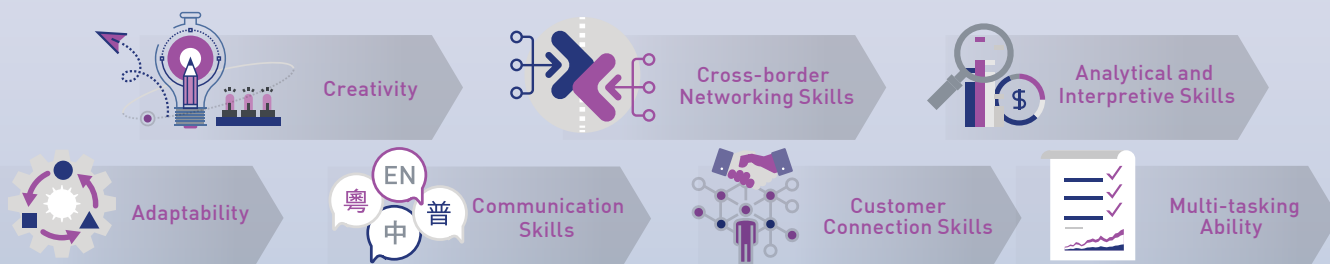 Creativity
Cross-border
Networking Skills
$
Analytical and
Interpretive Skills
Adaptability
EN
粵
普
中
Communication
Skills
Customer
Connection Skills
Multi-tasking
Ability